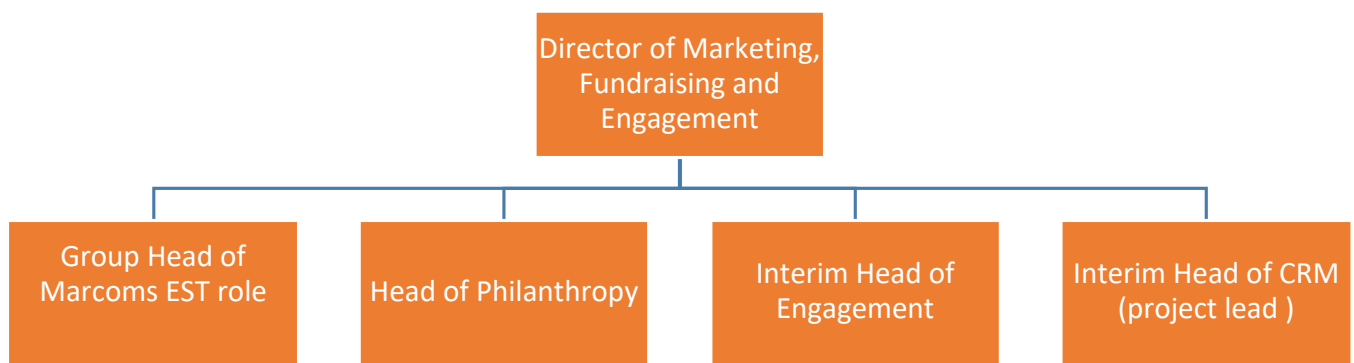 Director of Marketing,
Fundraising and
Engagement
Group Head of
Marcoms EST role
Head of Philanthropy
Interim Head of
Engagement
Interim Head of CRM
(project lead )